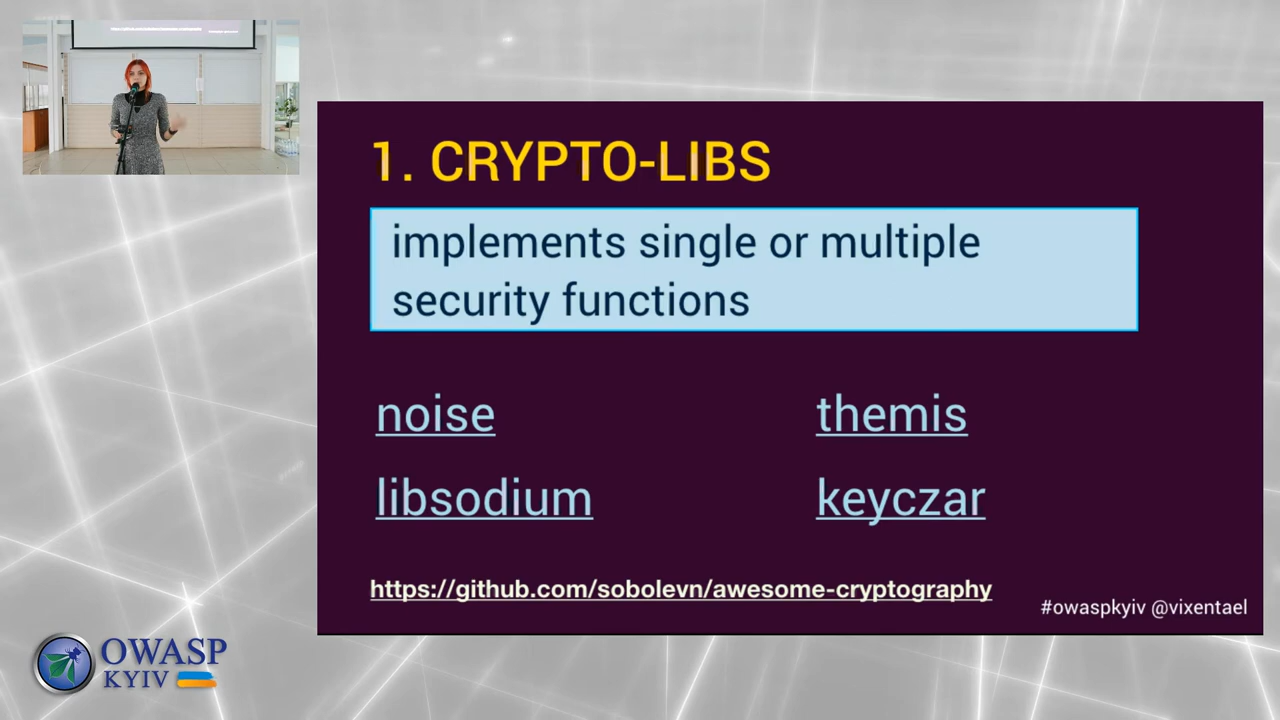 1. CRYPTO-LIBS
implements single or multiple
security functions
noise
themis
libsodium
keyczar
https://github.com/sobolevn/awesome-cryptography
#owaspkyiv @vixentael
OWASP
KYIV